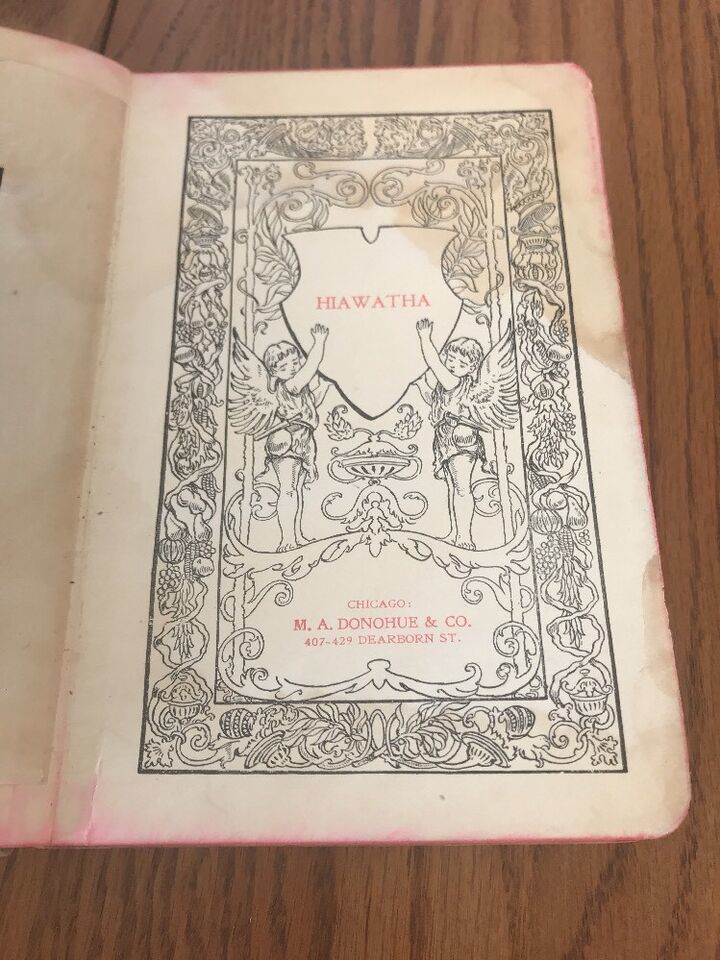 HIAWATHA
CHICAGO:
M. A. DONOHUE & CO.
407-429 DEARBORN ST.